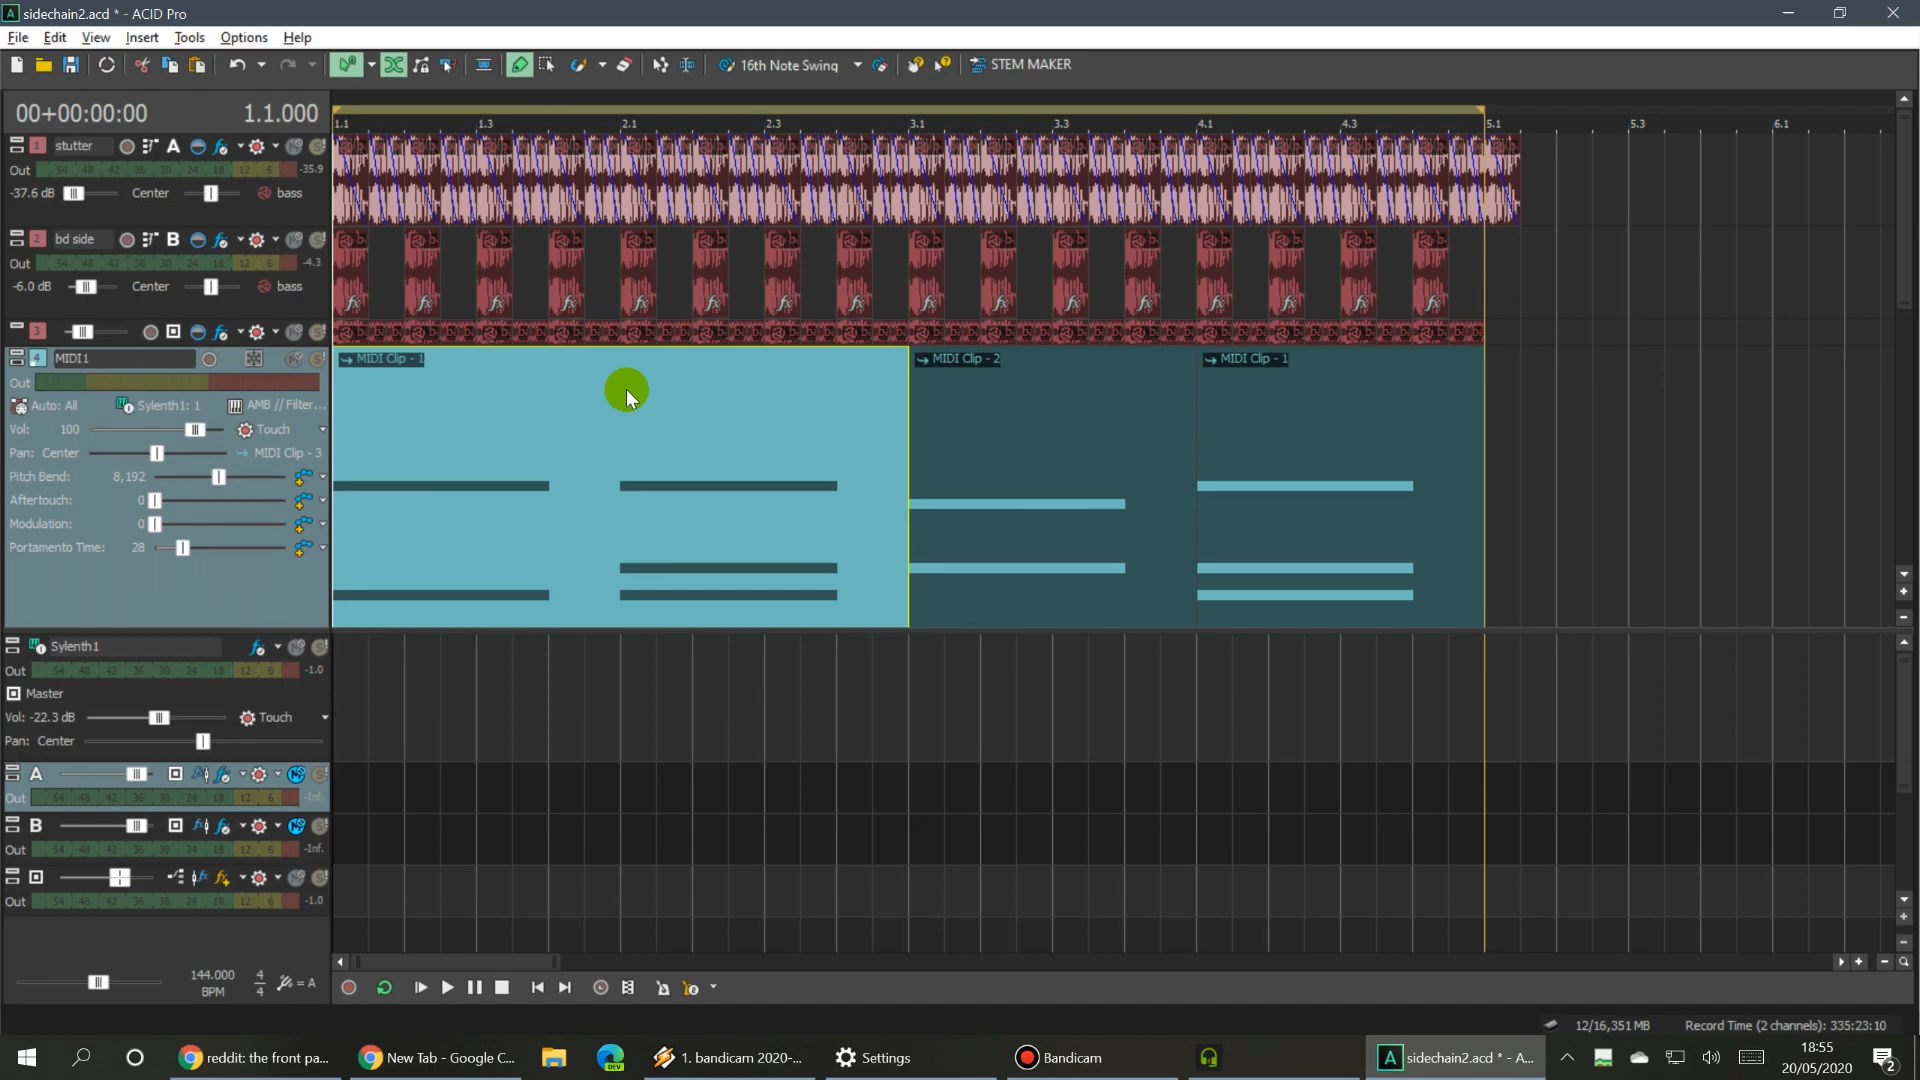 sidechain2.acd * - ACID Pro
File Edit View Insert Tools Options Help
16th Note Swing STEM MAKER
00+00:00:00 1.1.000
1.1 1.3 2.1 2.3 3.1 3.3 4.1 4.3 5.1 5.3 6.1
1 stutter A
Out 54 48 42 36 30 24 18 12 6 -35.9
-37.6 dB Center bass
2 bd side B
Out 54 48 42 36 30 24 18 12 6 -4.3
-6.0 dB Center bass
3
4 MIDI1
MIDI Clip - 1 MIDI Clip - 2 MIDI Clip - 1
Out
Auto: All Sylenth1: 1 AMB // Filter...
Vol: 100 Touch
Pan: Center MIDI Clip - 3
Pitch Bend: 8,192
Aftertouch: 0
Modulation: 0
Portamento Time: 28
Sylenth1
Out 54 48 42 36 30 24 18 12 6 -1.0
Master
Vol: -22.3 dB Touch
Pan: Center
A
Out 54 48 42 36 30 24 18 12 6 -Inf.
B
Out 54 48 42 36 30 24 18 12 6 -Inf.
Out 54 48 42 36 30 24 18 12 6 -1.0
144.000 BPM 4/4 = A
12/16,351 MB Record Time (2 channels): 335:23:10
reddit: the front pa... New Tab - Google C... 1. bandicam 2020-... Settings Bandicam sidechain2.acd * - A...
18:55
20/05/2020
2